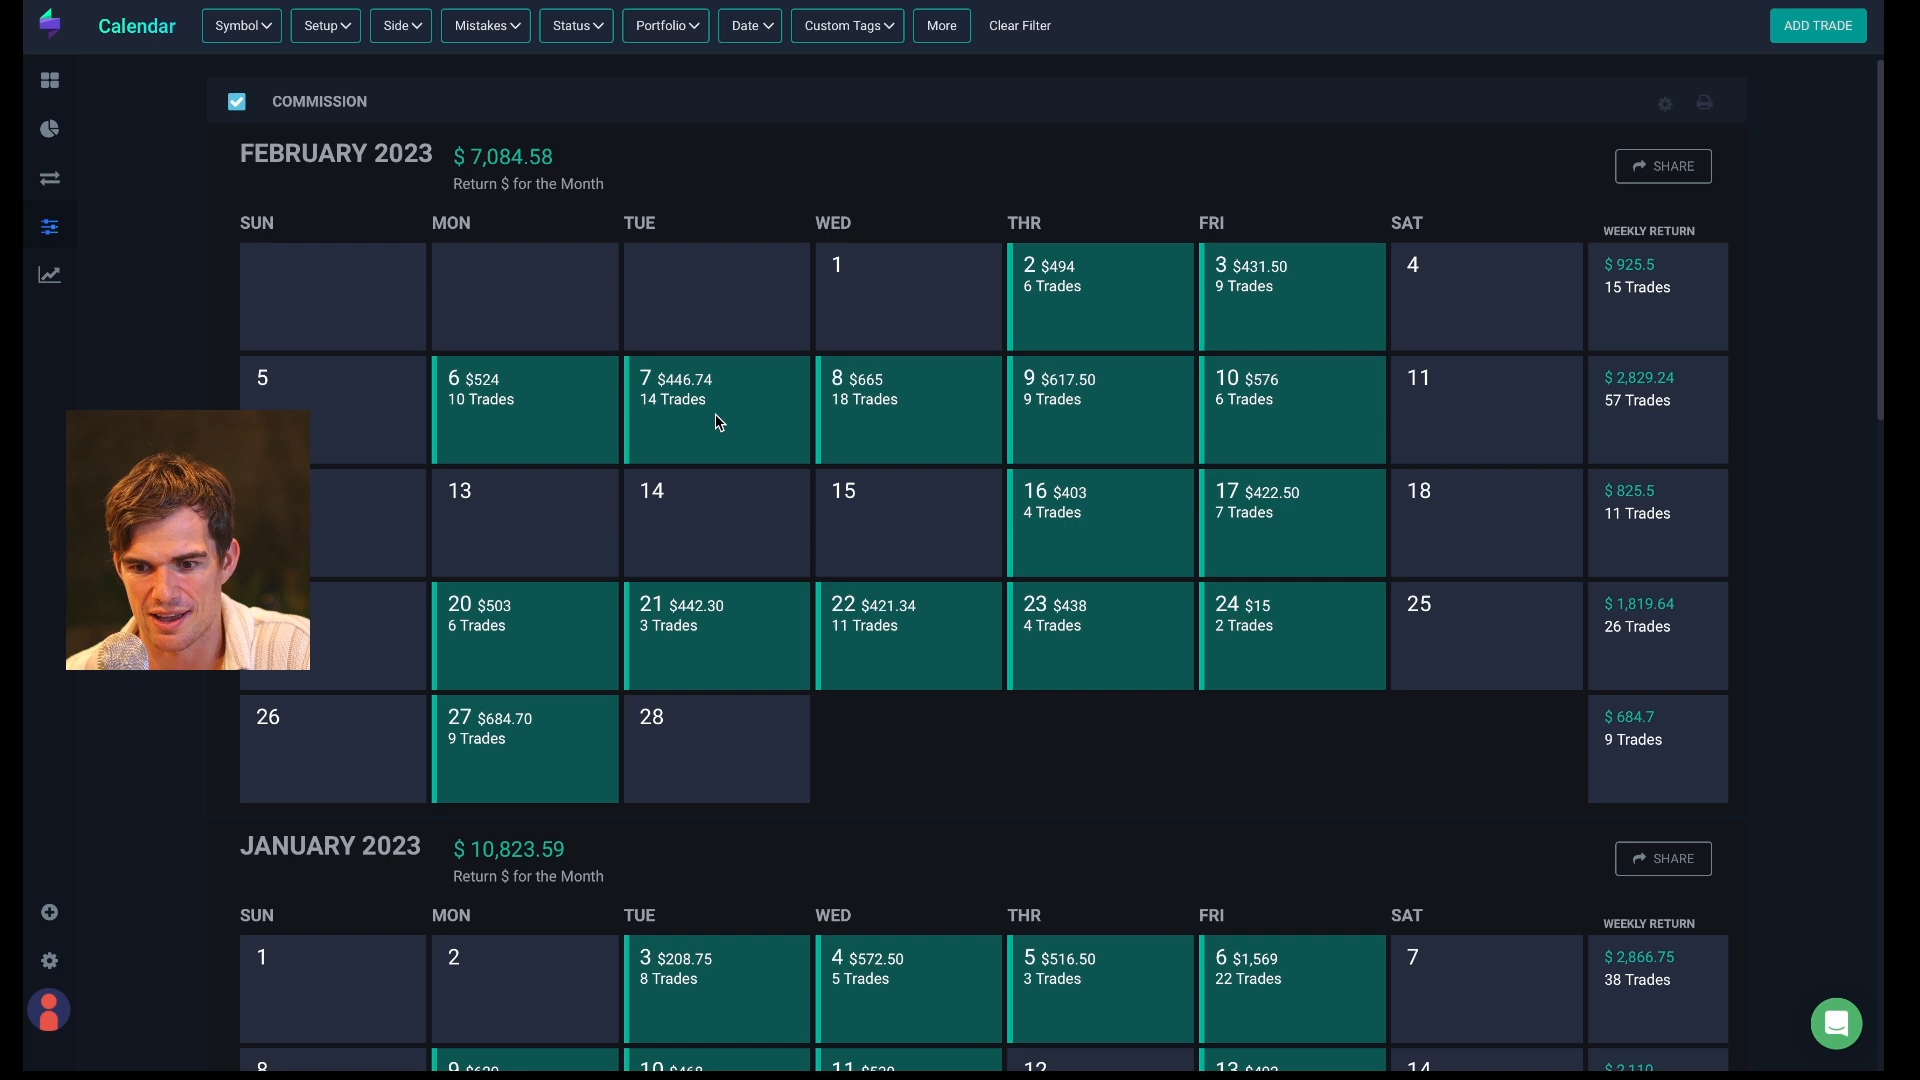 Calendar Symbol Setup Side Mistakes Status Portfolio Date Custom Tags More Clear Filter ADD TRADE
COMMISSION
FEBRUARY 2023 $ 7,084.58
Return $ for the Month
SHARE
SUN MON TUE WED THR FRI SAT WEEKLY RETURN
1 2 $494 3 $431.50 4 $ 925.5
6 Trades 9 Trades 15 Trades
5 6 $524 7 $446.74 8 $665 9 $617.50 10 $576 11 $ 2,829.24
10 Trades 14 Trades 18 Trades 9 Trades 6 Trades 57 Trades
13 14 15 16 $403 17 $422.50 18 $ 825.5
4 Trades 7 Trades 11 Trades
20 $503 21 $442.30 22 $421.34 23 $438 24 $15 25 $ 1,819.64
6 Trades 3 Trades 11 Trades 4 Trades 2 Trades 26 Trades
26 27 $684.70 28 $ 684.7
9 Trades 9 Trades
JANUARY 2023 $ 10,823.59
Return $ for the Month
SHARE
SUN MON TUE WED THR FRI SAT WEEKLY RETURN
1 2 3 $208.75 4 $572.50 5 $516.50 6 $1,569 7 $ 2,866.75
8 Trades 5 Trades 3 Trades 22 Trades 38 Trades
8 9 10 11 12 13 14